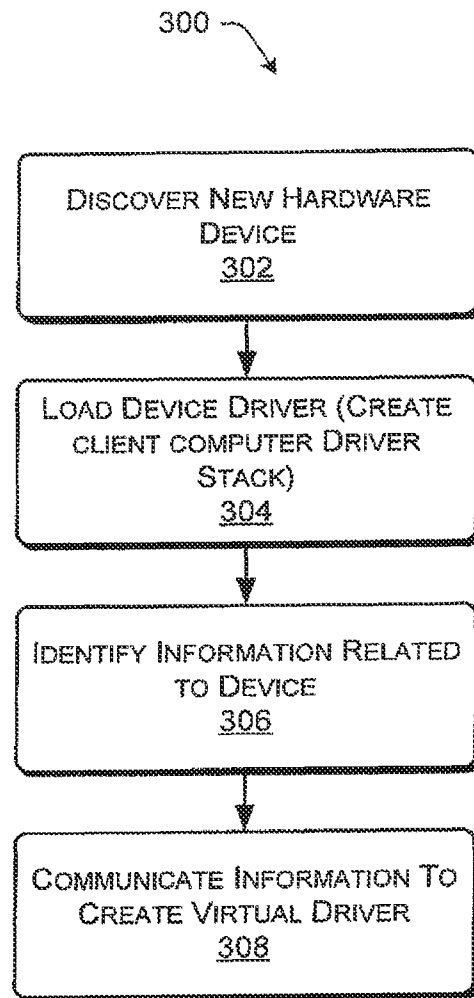 300
DISCOVER NEW HARDWARE
DEVICE
302
LOAD DEVICE DRIVER (CREATE
CLIENT COMPUTER DRIVER
STACK)
304
IDENTIFY INFORMATION RELATED
TO DEVICE
306
COMMUNICATE INFORMATION TO
CREATE VIRTUAL DRIVER
308